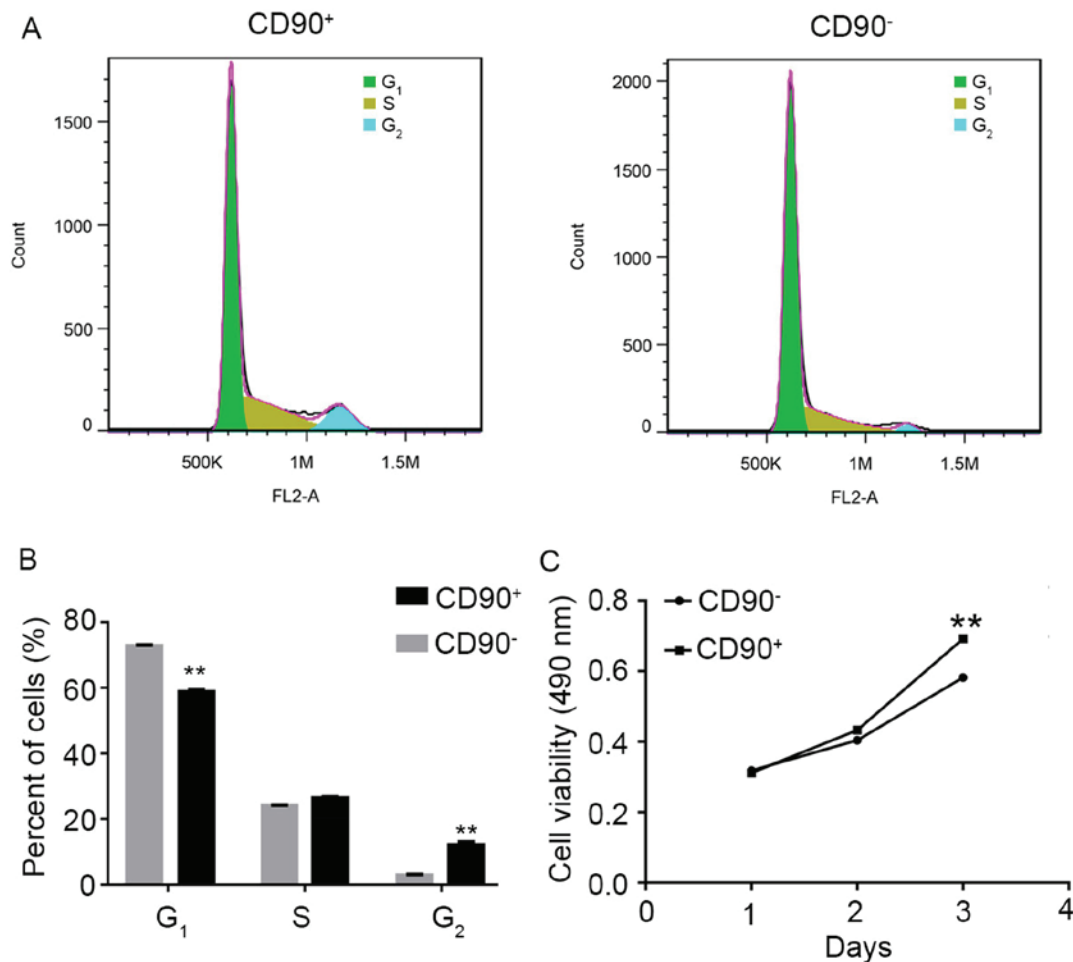 A
CD90⁺
G₁
S
G₂
1500
1000
500
0
Count
500K 1M 1.5M
FL2-A
CD90⁻
G₁
S
G₂
2000
1500
1000
500
0
Count
500K 1M 1.5M
FL2-A
B
CD90⁺
CD90⁻
80
60
40
20
0
Percent of cells (%)
**
**
G₁ S G₂
C
CD90⁻
CD90⁺
**
0.8
0.6
0.4
0.2
0.0
Cell viability (490 nm)
0 1 2 3 4
Days